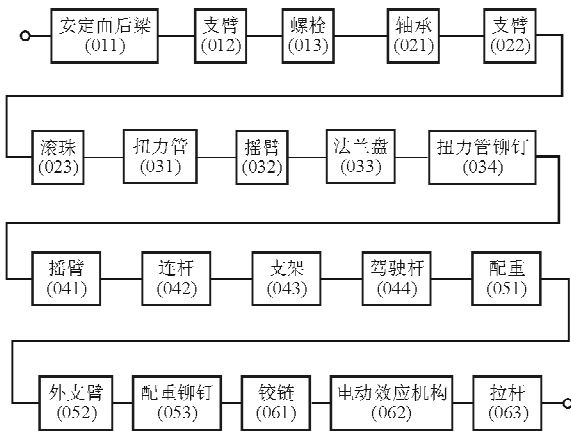 安定面后梁
(011)
支臂
(012)
螺栓
(013)
轴承
(021)
支臂
(022)
滚珠
(023)
扭力管
(031)
摇臂
(032)
法兰盘
(033)
扭力管铆钉
(034)
摇臂
(041)
连杆
(042)
支架
(043)
驾驶杆
(044)
配重
(051)
外支臂
(052)
配重铆钉
(053)
铰链
(061)
电动效应机构
(062)
拉杆
(063)